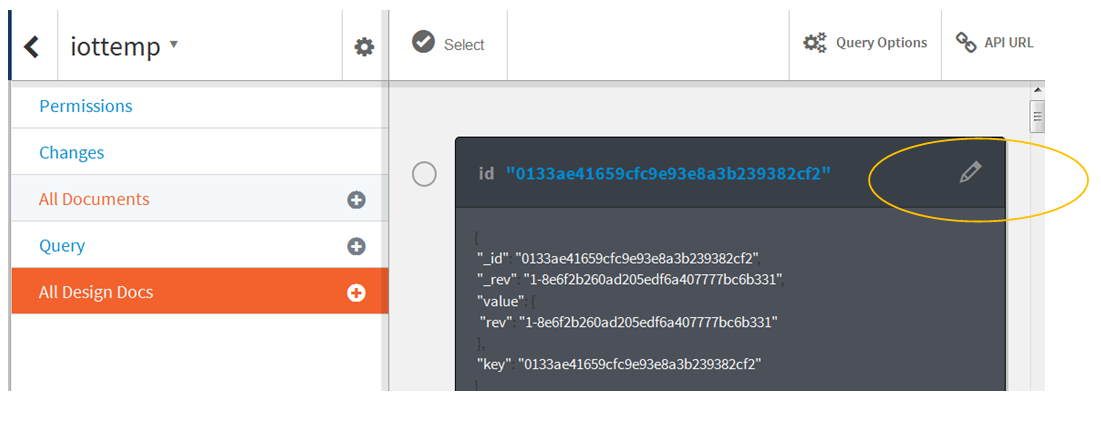 iottemp
Select
Query Options
API URL
Permissions
Changes
All Documents
Query
All Design Docs
id "0133ae41659cfc9e93e8a3b239382cf2"
{
"_id": "0133ae41659cfc9e93e8a3b239382cf2",
"_rev": "1-8e6f2b260ad205edf6a407777bc6b331",
"value": {
"rev": "1-8e6f2b260ad205edf6a407777bc6b331"
},
"key": "0133ae41659cfc9e93e8a3b239382cf2"
}